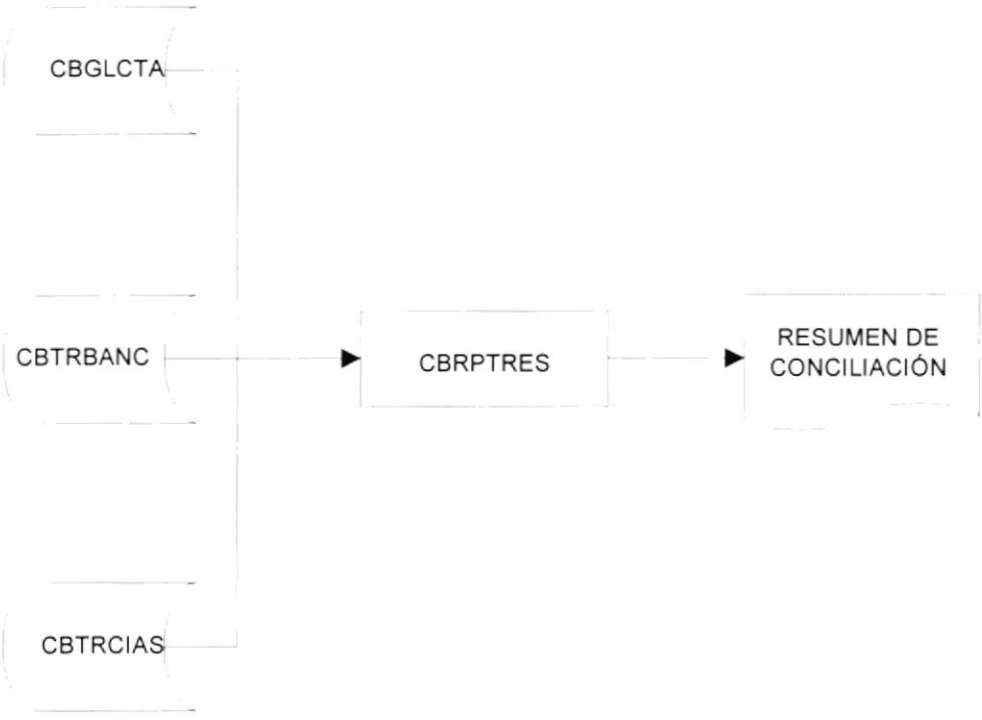 CBGLCTA
CBTRBANC
CBRPTRES
RESUMEN DE
CONCILIACIÓN
CBTRCIAS